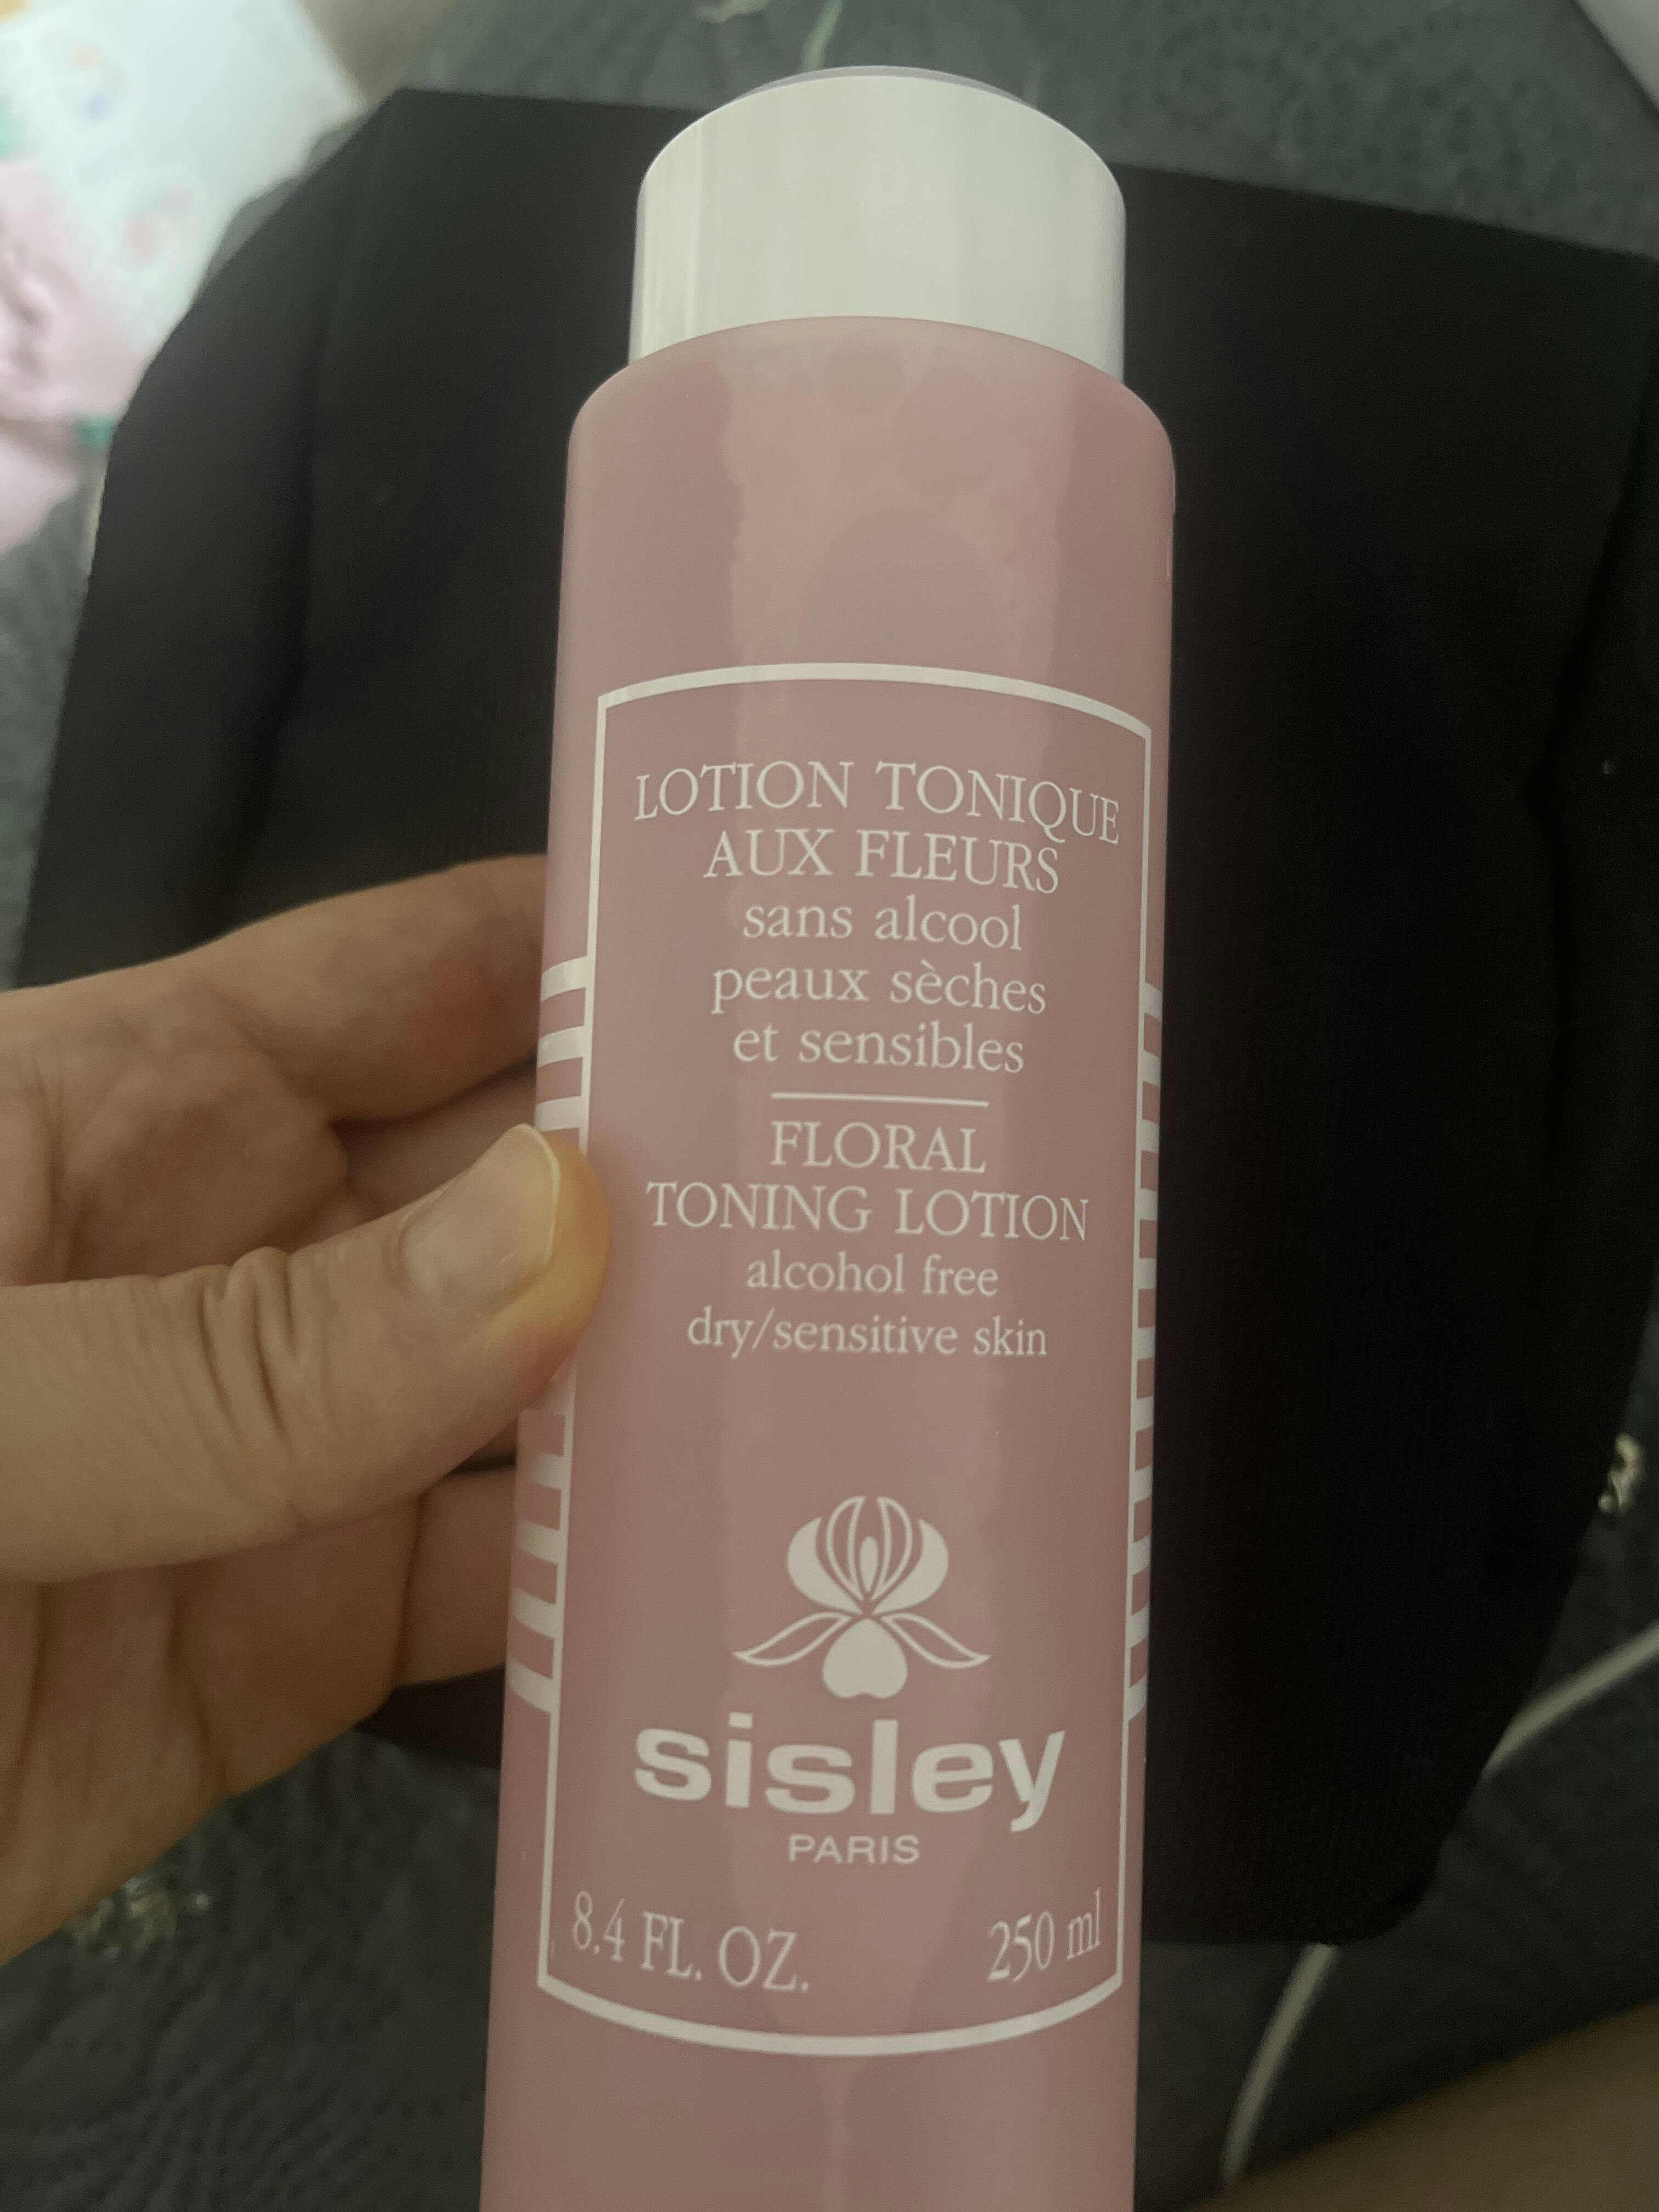 LOTION TONIQUE
AUX FLEURS
sans alcool
peaux sèches
et sensibles
FLORAL
TONING LOTION
alcohol free
dry/sensitive skin
sisley
PARIS
8.4 FL. OZ. 250 ml